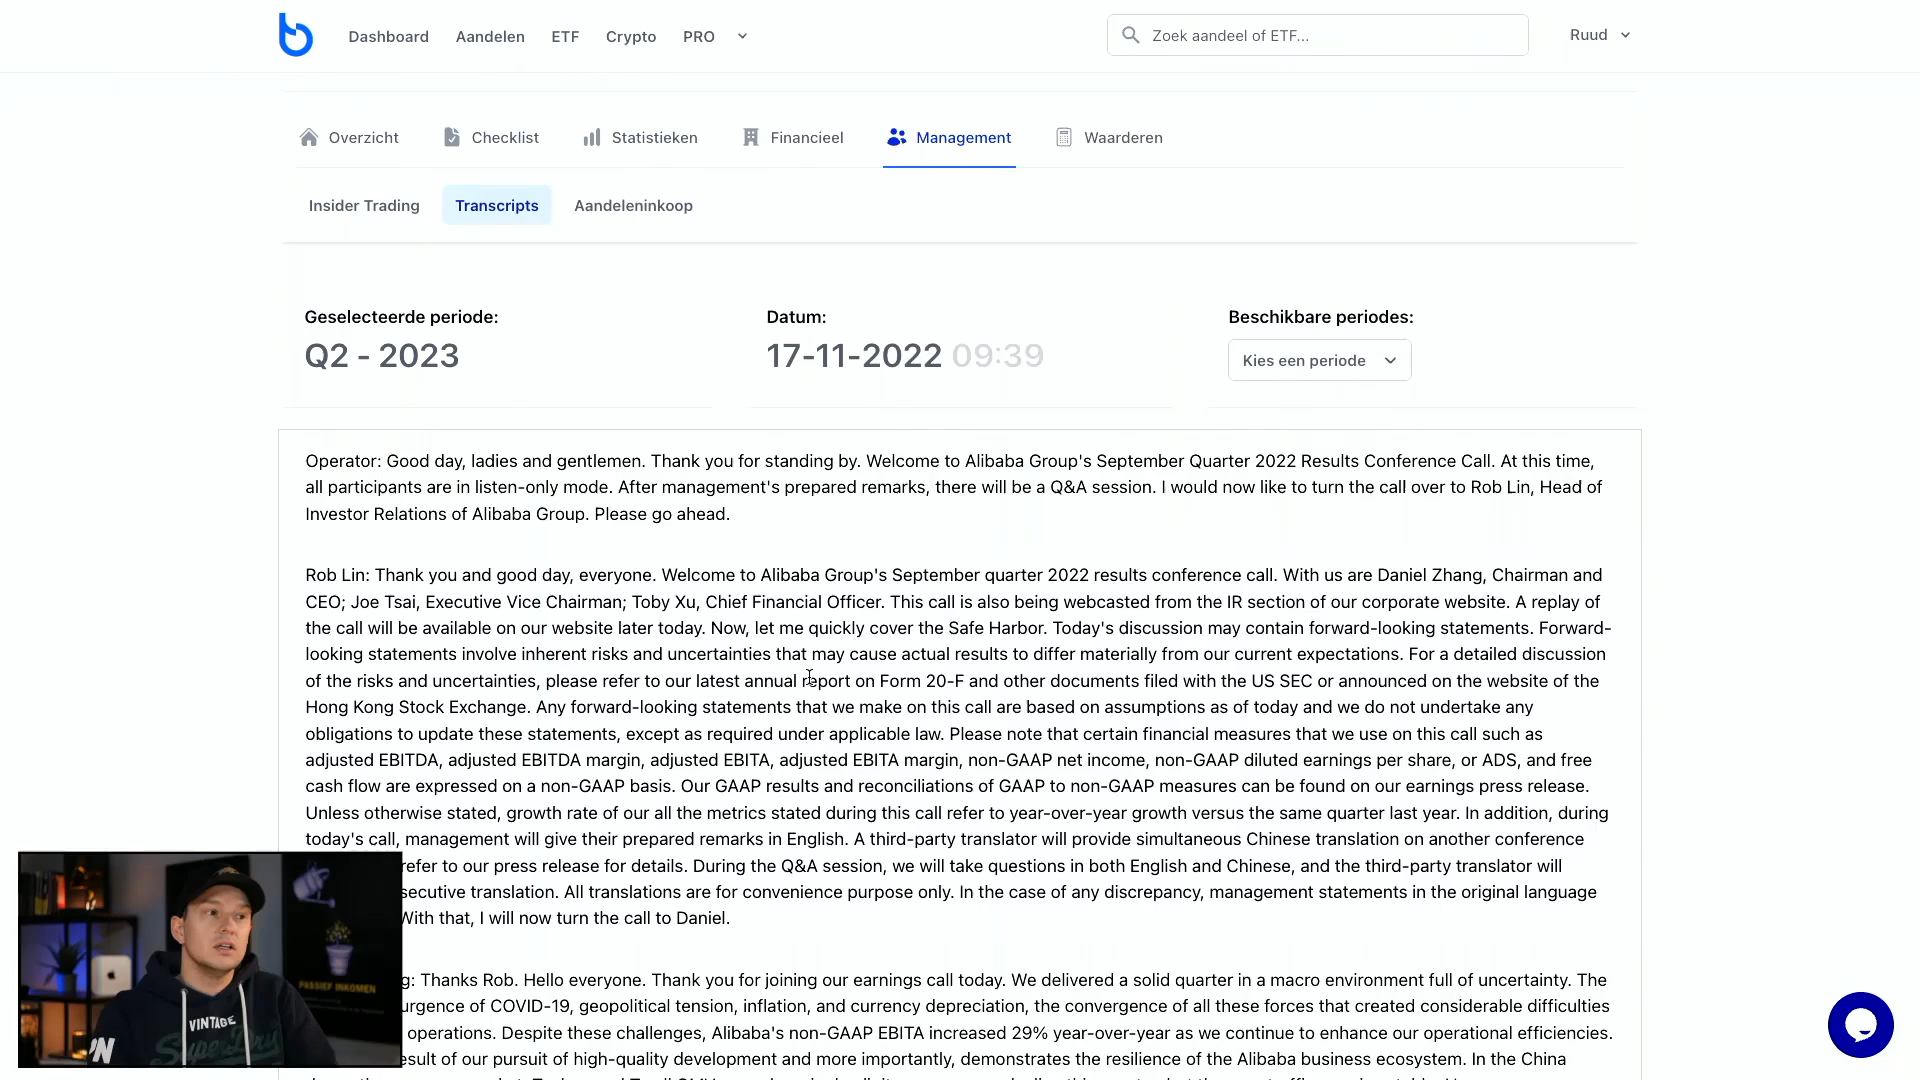 Dashboard Aandelen ETF Crypto PRO
Zoek aandeel of ETF...
Ruud
Overzicht Checklist Statistieken Financieel Management Waarderen
Insider Trading Transcripts Aandeleninkoop
Geselecteerde periode: Datum: Beschikbare periodes:
Q2 - 2023 17-11-2022 09:39 Kies een periode
Operator: Good day, ladies and gentlemen. Thank you for standing by. Welcome to Alibaba Group's September Quarter 2022 Results Conference Call. At this time,
all participants are in listen-only mode. After management's prepared remarks, there will be a Q&A session. I would now like to turn the call over to Rob Lin, Head of
Investor Relations of Alibaba Group. Please go ahead.
Rob Lin: Thank you and good day, everyone. Welcome to Alibaba Group's September quarter 2022 results conference call. With us are Daniel Zhang, Chairman and
CEO; Joe Tsai, Executive Vice Chairman; Toby Xu, Chief Financial Officer. This call is also being webcasted from the IR section of our corporate website. A replay of
the call will be available on our website later today. Now, let me quickly cover the Safe Harbor. Today's discussion may contain forward-looking statements. Forward-
looking statements involve inherent risks and uncertainties that may cause actual results to differ materially from our current expectations. For a detailed discussion
of the risks and uncertainties, please refer to our latest annual report on Form 20-F and other documents filed with the US SEC or announced on the website of the
Hong Kong Stock Exchange. Any forward-looking statements that we make on this call are based on assumptions as of today and we do not undertake any
obligations to update these statements, except as required under applicable law. Please note that certain financial measures that we use on this call such as
adjusted EBITDA, adjusted EBITDA margin, adjusted EBITA, adjusted EBITA margin, non-GAAP net income, non-GAAP diluted earnings per share, or ADS, and free
cash flow are expressed on a non-GAAP basis. Our GAAP results and reconciliations of GAAP to non-GAAP measures can be found on our earnings press release.
Unless otherwise stated, growth rate of our all the metrics stated during this call refer to year-over-year growth versus the same quarter last year. In addition, during
today's call, management will give their prepared remarks in English. A third-party translator will provide simultaneous Chinese translation on another conference
refer to our press release for details. During the Q&A session, we will take questions in both English and Chinese, and the third-party translator will
secutive translation. All translations are for convenience purpose only. In the case of any discrepancy, management statements in the original language
With that, I will now turn the call to Daniel.
g: Thanks Rob. Hello everyone. Thank you for joining our earnings call today. We delivered a solid quarter in a macro environment full of uncertainty. The
urgence of COVID-19, geopolitical tension, inflation, and currency depreciation, the convergence of all these forces that created considerable difficulties
operations. Despite these challenges, Alibaba's non-GAAP EBITA increased 29% year-over-year as we continue to enhance our operational efficiencies.
esult of our pursuit of high-quality development and more importantly, demonstrates the resilience of the Alibaba business ecosystem. In the China
PASSIEF INKOMEN
VINTAGE